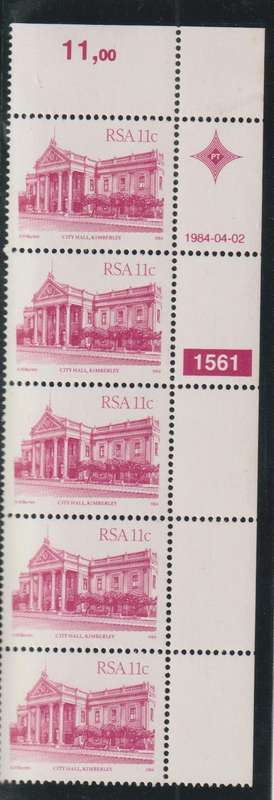 11,00
RSA 11c
PT
CITY HALL, KIMBERLEY
1984
1984-04-02
RSA 11c
CITY HALL, KIMBERLEY
1984
1561
RSA 11c
CITY HALL, KIMBERLEY
1984
RSA 11c
CITY HALL, KIMBERLEY
1984
RSA 11c
CITY HALL, KIMBERLEY
1984